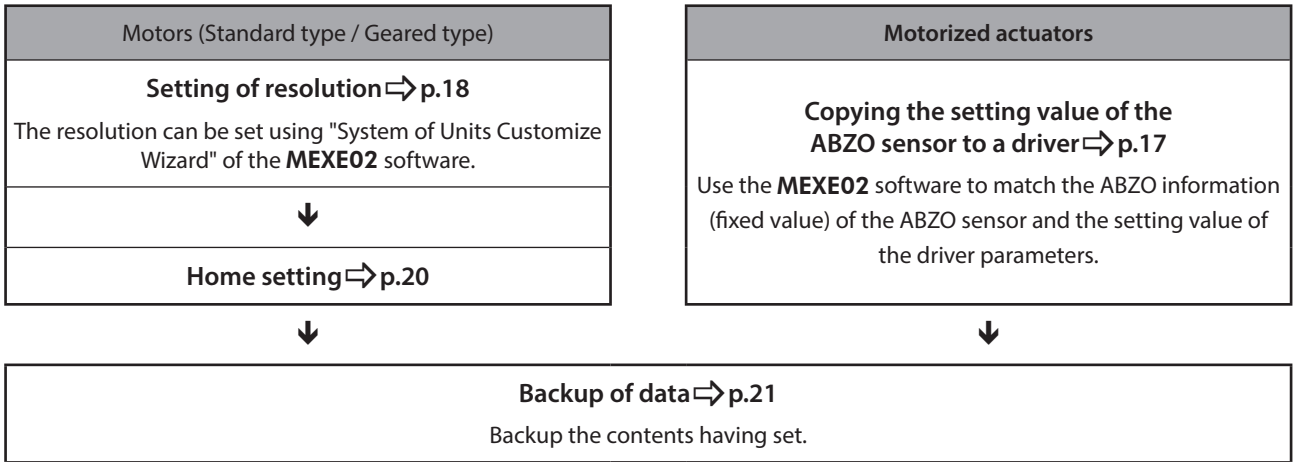 Motors (Standard type / Geared type)
Setting of resolution⇨p.18
The resolution can be set using "System of Units Customize
Wizard" of the MEXE02 software.
Home setting⇨p.20
Motorized actuators
Copying the setting value of the
ABZO sensor to a driver⇨p.17
Use the MEXE02 software to match the ABZO information
(fixed value) of the ABZO sensor and the setting value of
the driver parameters.
Backup of data⇨p.21
Backup the contents having set.